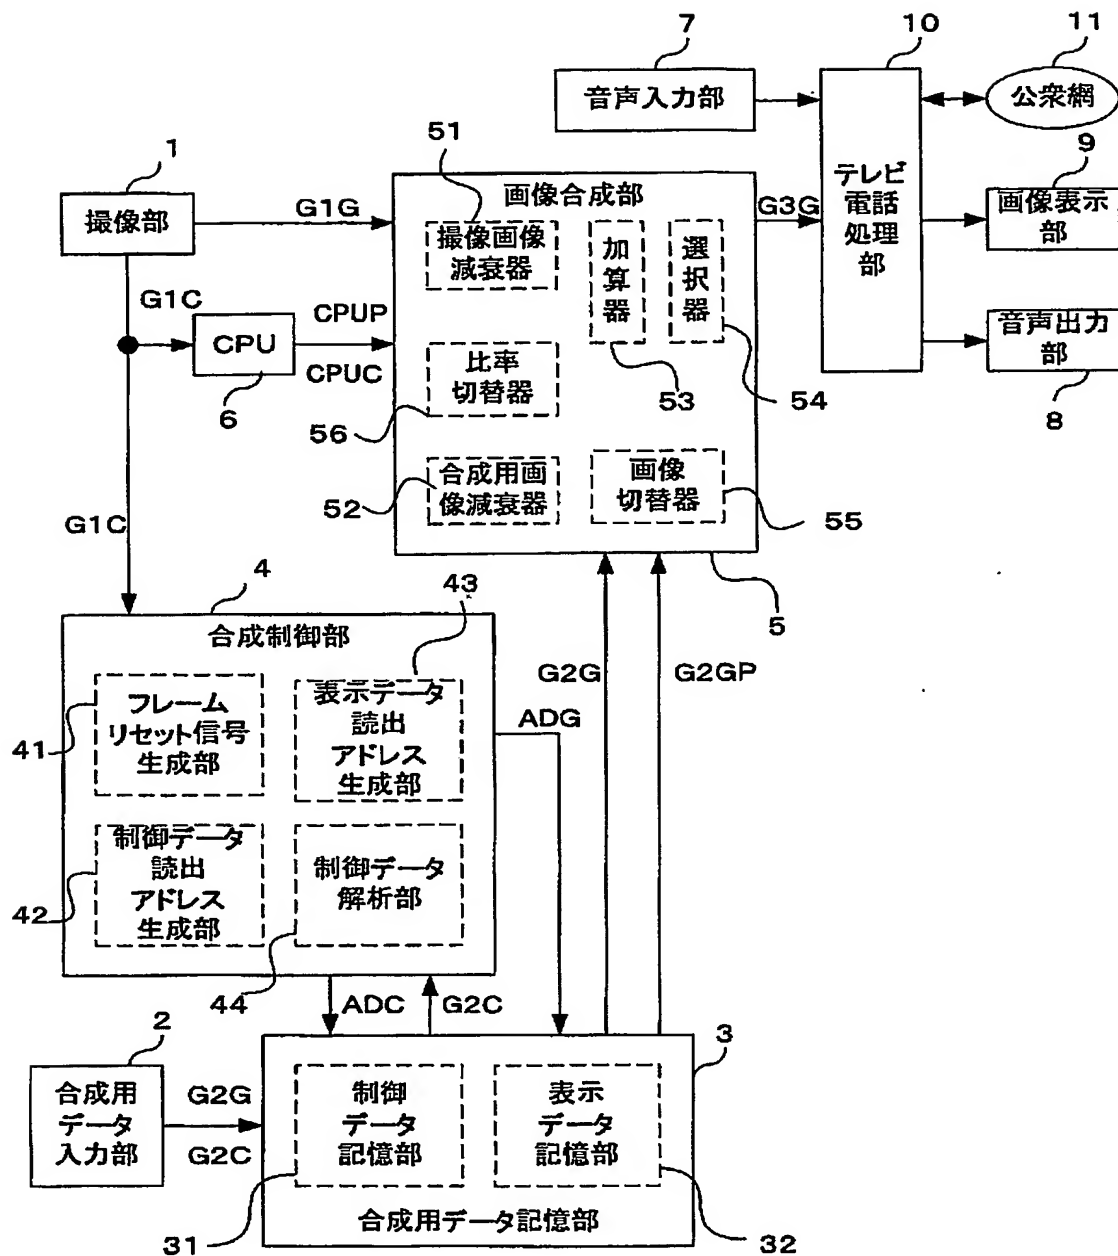 7
10
11
音声入力部
公衆網
1
51
9
撮像部
G1G
画像合成部
G3G
テレビ
電話
処理
部
画像表示
部
撮像画像
減衰器
加
算
器
選
択
器
G1C
CPU
CPUP
CPUC
音声出力
部
6
比率
切替器
56
53
54
8
合成用画
像減衰器
52
画像
切替器
55
G1C
4
43
5
合成制御部
G2G
G2GP
フレーム
リセット信号
生成部
41
表示データ
読出
アドレス
生成部
ADG
制御データ
読出
アドレス
生成部
42
制御データ
解析部
44
ADC
G2C
2
3
合成用
データ
入力部
G2G
G2C
制御
データ
記憶部
表示
データ
記憶部
31
合成用データ記憶部
32